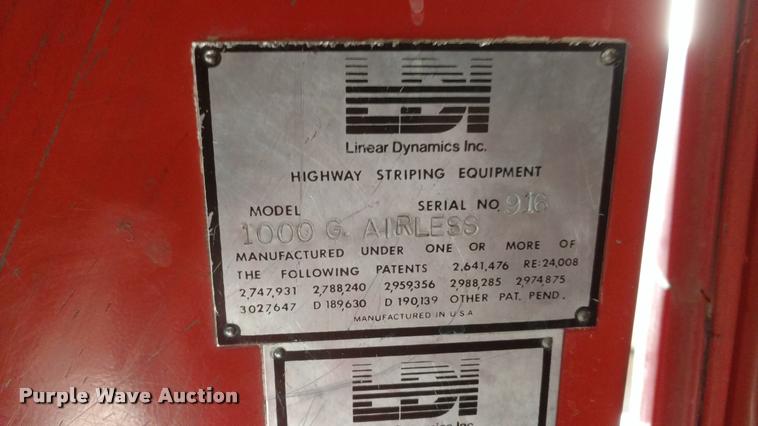 LDI
Linear Dynamics Inc.
HIGHWAY STRIPING EQUIPMENT
MODEL SERIAL NO. 916
1000 G. AIRLESS
MANUFACTURED UNDER ONE OR MORE OF
THE FOLLOWING PATENTS 2,641,476 RE:24,008
2,747,931 2,788,240 2,959,356 2,988,285 2,974,875
3,027,647 D 189,630 D 190,139 OTHER PAT. PEND.
MANUFACTURED IN U.S.A.
LDI
Purple Wave Auction